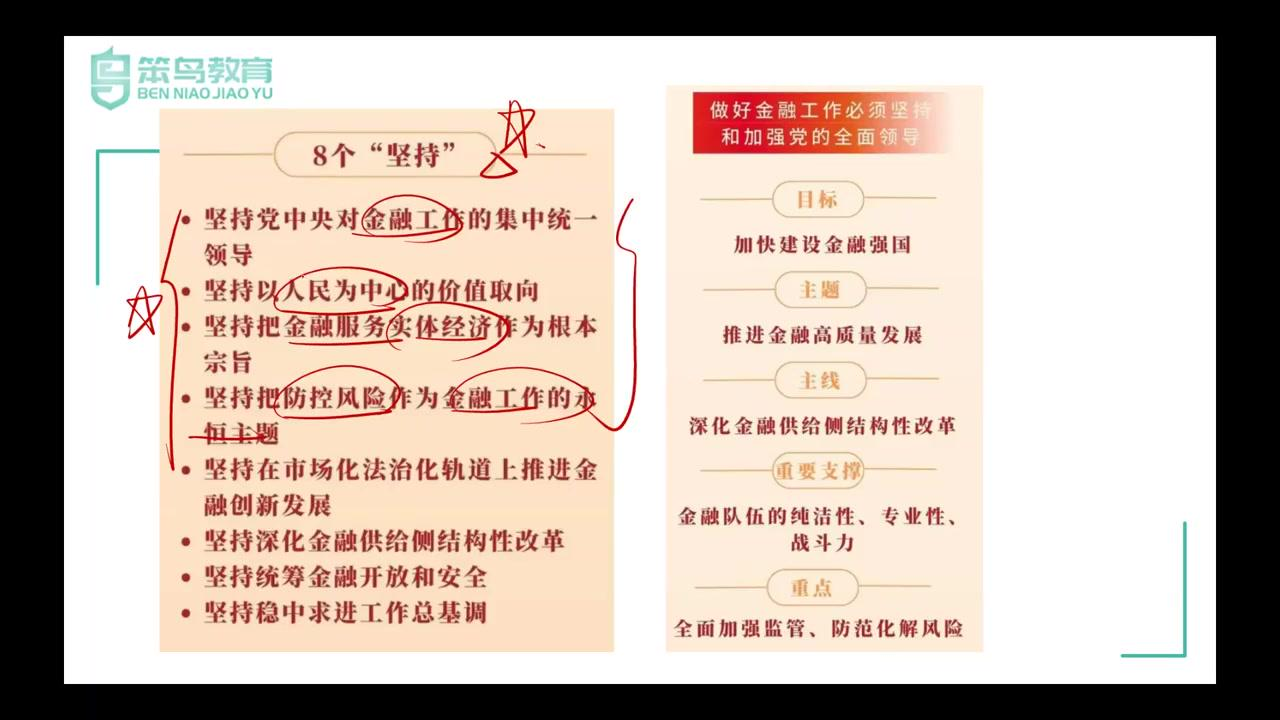 笨鸟教育
BEN NIAO JIAO YU
8个“坚持”
坚持党中央对金融工作的集中统一
领导
坚持以人民为中心的价值取向
坚持把金融服务实体经济作为根本
宗旨
坚持把防控风险作为金融工作的永
恒主题
坚持在市场化法治化轨道上推进金
融创新发展
坚持深化金融供给侧结构性改革
坚持统筹金融开放和安全
坚持稳中求进工作总基调
做好金融工作必须坚持
和加强党的全面领导
目标
加快建设金融强国
主题
推进金融高质量发展
主线
深化金融供给侧结构性改革
重要支撑
金融队伍的纯洁性、专业性、
战斗力
重点
全面加强监管、防范化解风险